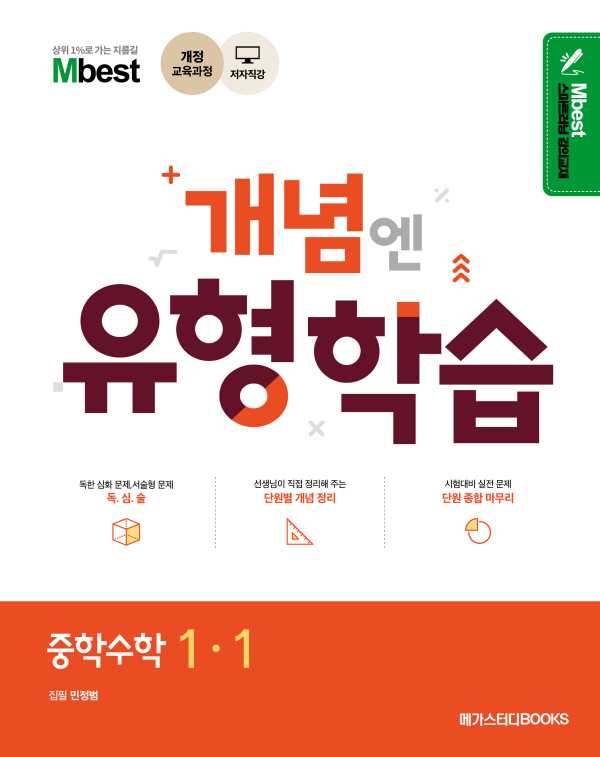 상위 1%로 가는 지름길
Mbest
개정
교육과정
저자직강
Mbest
스마트러닝 강의교재
개념엔
유형학습
독한 심화 문제,서술형 문제
독. 심. 술
선생님이 직접 정리해 주는
단원별 개념 정리
시험대비 실전 문제
단원 종합 마무리
중학수학 1·1
집필 민정범
메가스터디BOOKS